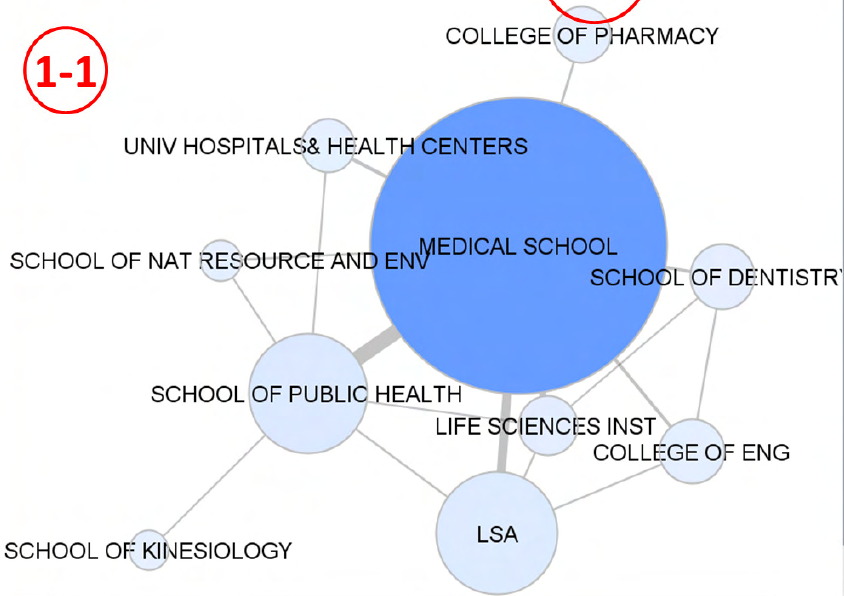 COLLEGE OF PHARMACY
1-1
UNIV HOSPITALS& HEALTH CENTERS
MEDICAL SCHOOL
SCHOOL OF NAT RESOURCE AND ENV
SCHOOL OF DENTISTRY
SCHOOL OF PUBLIC HEALTH
LIFE SCIENCES INST
COLLEGE OF ENG
LSA
SCHOOL OF KINESIOLOGY